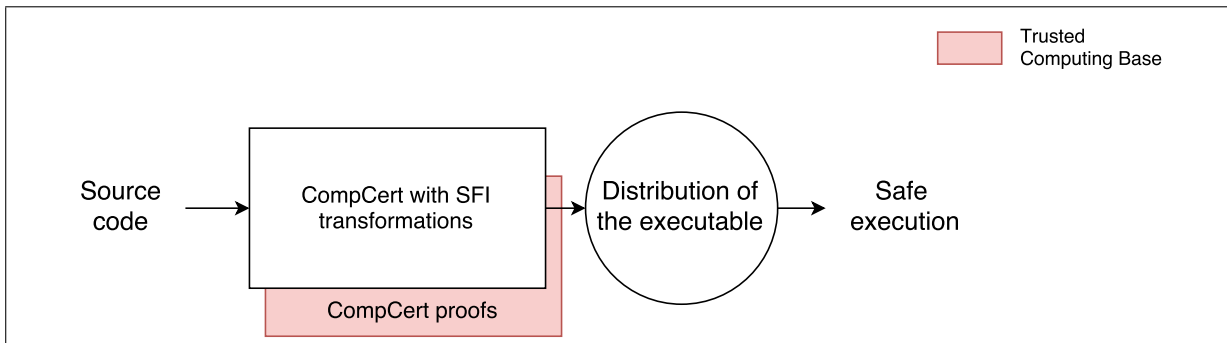 Trusted
Computing Base
Source
code
CompCert with SFI
transformations
CompCert proofs
Distribution of
the executable
Safe
execution